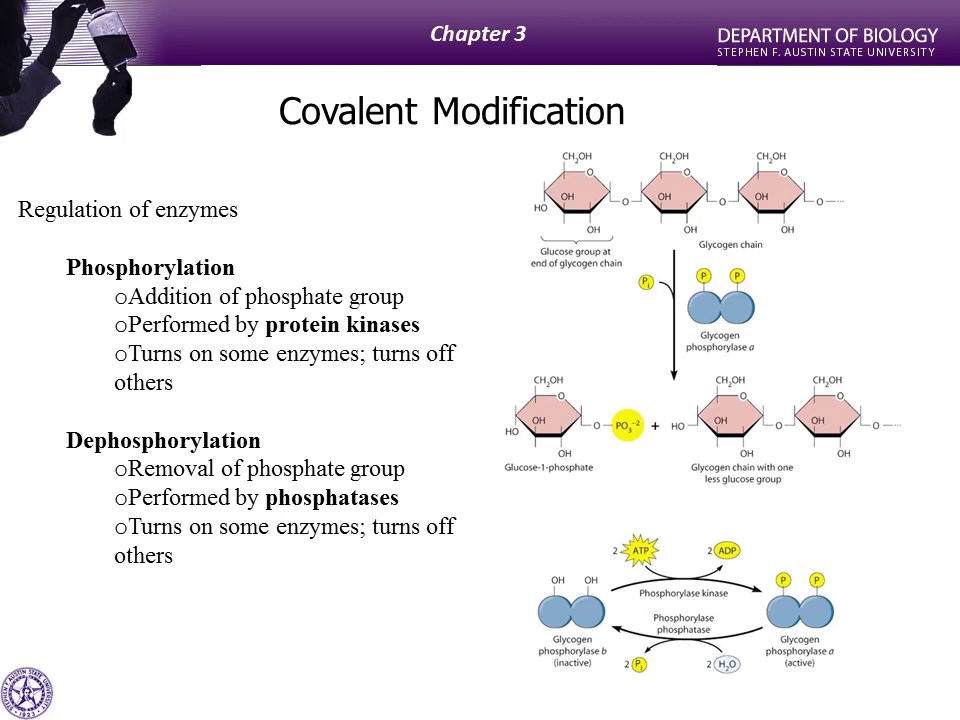 Chapter 3
DEPARTMENT OF BIOLOGY
STEPHEN F. AUSTIN STATE UNIVERSITY
Covalent Modification
Regulation of enzymes
Phosphorylation
oAddition of phosphate group
oPerformed by protein kinases
oTurns on some enzymes; turns off
others
Dephosphorylation
oRemoval of phosphate group
oPerformed by phosphatases
oTurns on some enzymes; turns off
others
CH₂OH CH₂OH CH₂OH
O O O
OH OH OH
HO O O O ····
OH OH OH
Glucose group at
end of glycogen chain
Glycogen chain
Pᵢ
P P
Glycogen
phosphorylase a
CH₂OH CH₂OH CH₂OH
O O O
OH OH OH
HO O PO₃⁻² + HO O O ····
OH OH OH
Glucose-1-phosphate
Glycogen chain with one
less glucose group
2 ATP 2 ADP
OH OH
P P
Phosphorylase kinase
Phosphorylase
phosphatase
Glycogen
phosphorylase b
(inactive)
Glycogen
phosphorylase a
(active)
2 Pᵢ 2 H₂O
STEPHEN F. AUSTIN STATE UNIVERSITY
1923